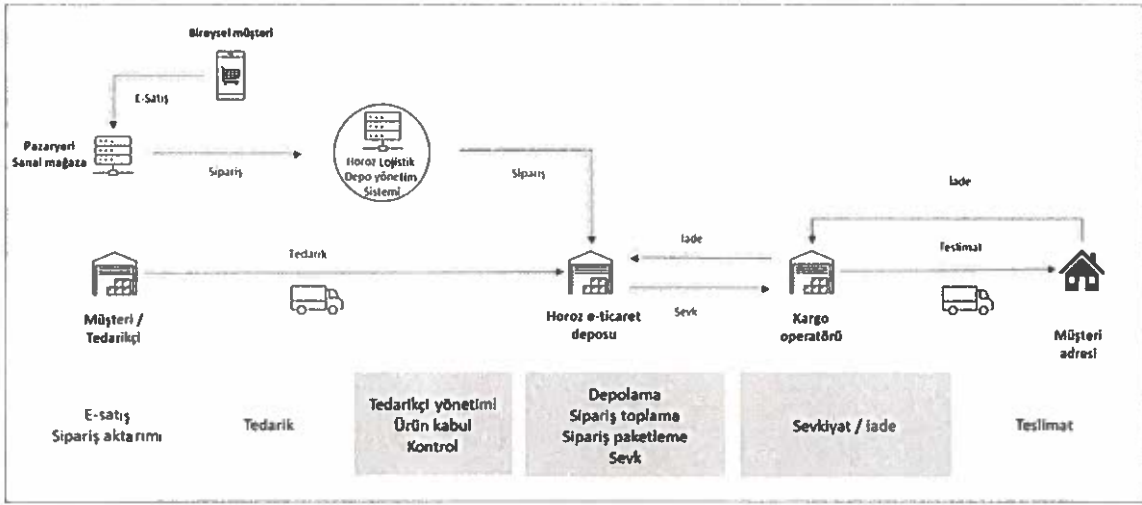 Bireysel müşteri
E-Satış
Pazaryeri
Sanal mağaza
Sipariş
Horoz Lojistik
Depo yönetim
Sistemi
Sipariş
İade
Tedarik
İade
Teslimat
Sevk
Müşteri /
Tedarikçi
Horoz e-ticaret
deposu
Kargo
operatörü
Müşteri
adresi
E-satış
Sipariş aktarımı
Tedarik
Tedarikçi yönetimi
Ürün kabul
Kontrol
Depolama
Sipariş toplama
Sipariş paketleme
Sevk
Sevkiyat / İade
Teslimat